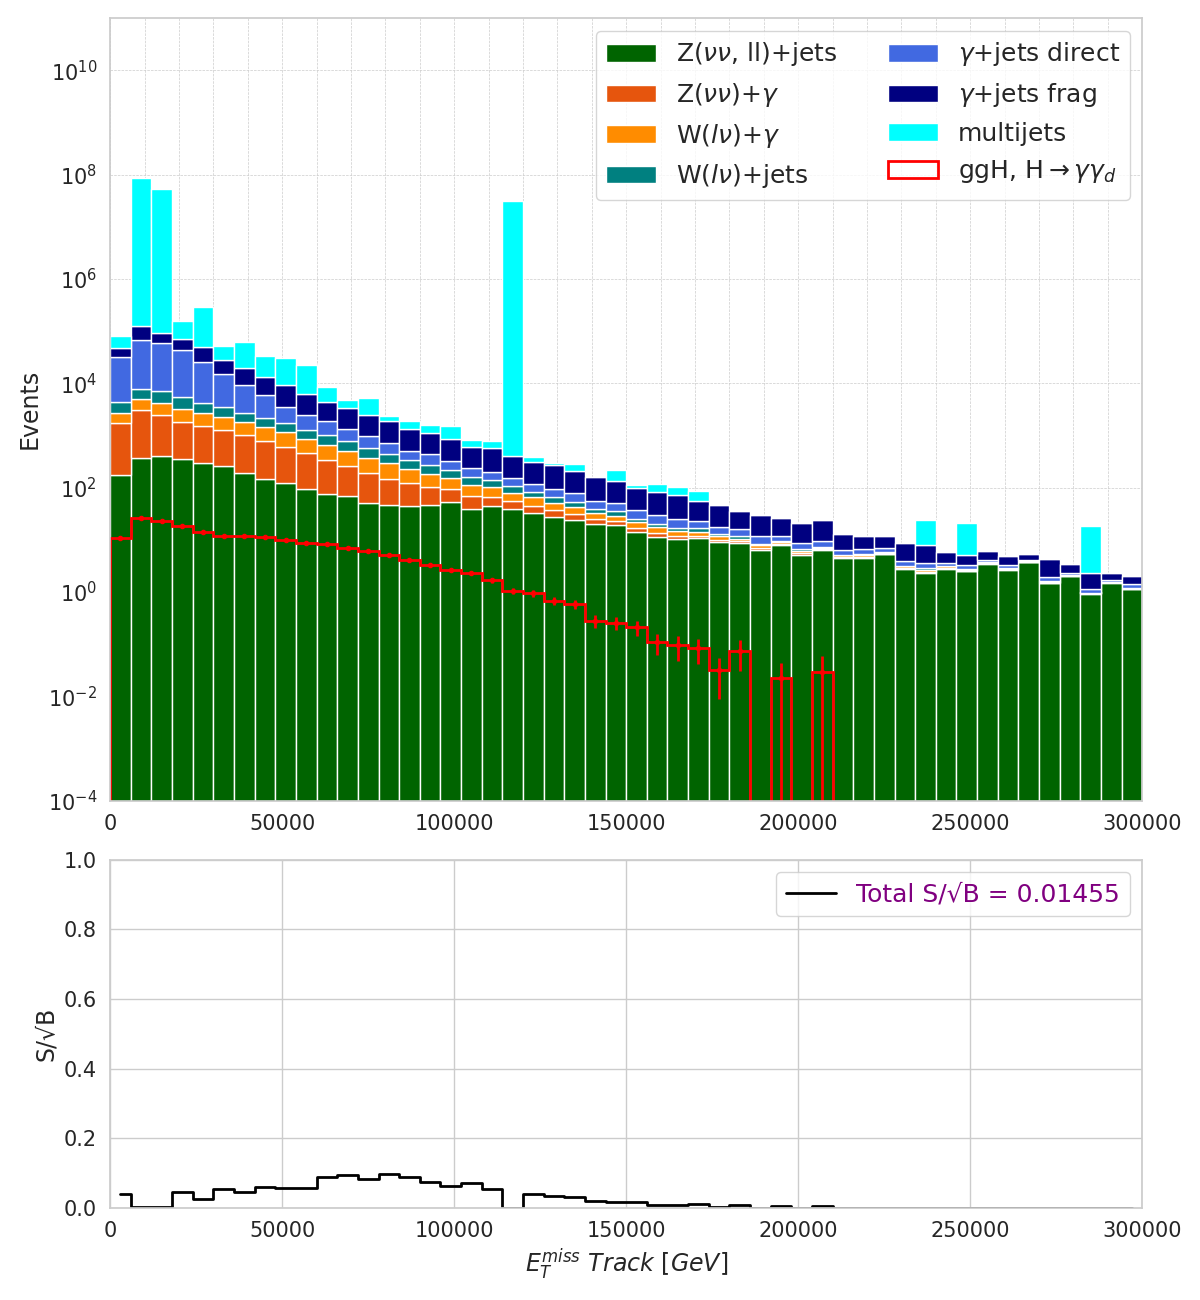 Z(νν, ll)+jets
Z(νν)+γ
W(lν)+γ
W(lν)+jets
γ+jets direct
γ+jets frag
multijets
ggH, H→γγ_d
Events
10^10
10^8
10^6
10^4
10^2
10^0
10^−2
10^−4
0 50000 100000 150000 200000 250000 300000
Total S/√B = 0.01455
S/√B
1.0
0.8
0.6
0.4
0.2
0.0
0 50000 100000 150000 200000 250000 300000
E_T^miss Track [GeV]